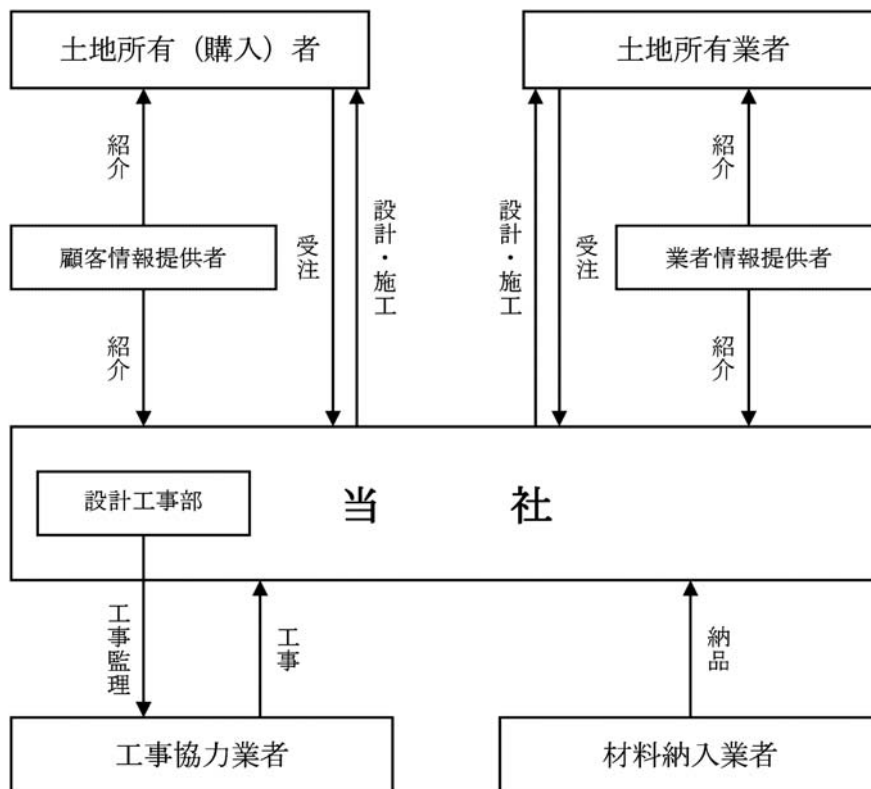 土地所有（購入）者
土地所有業者
紹介
受注
設計・施工
設計・施工
受注
紹介
顧客情報提供者
業者情報提供者
紹介
紹介
当社
設計工事部
工事監理
工事
納品
工事協力業者
材料納入業者